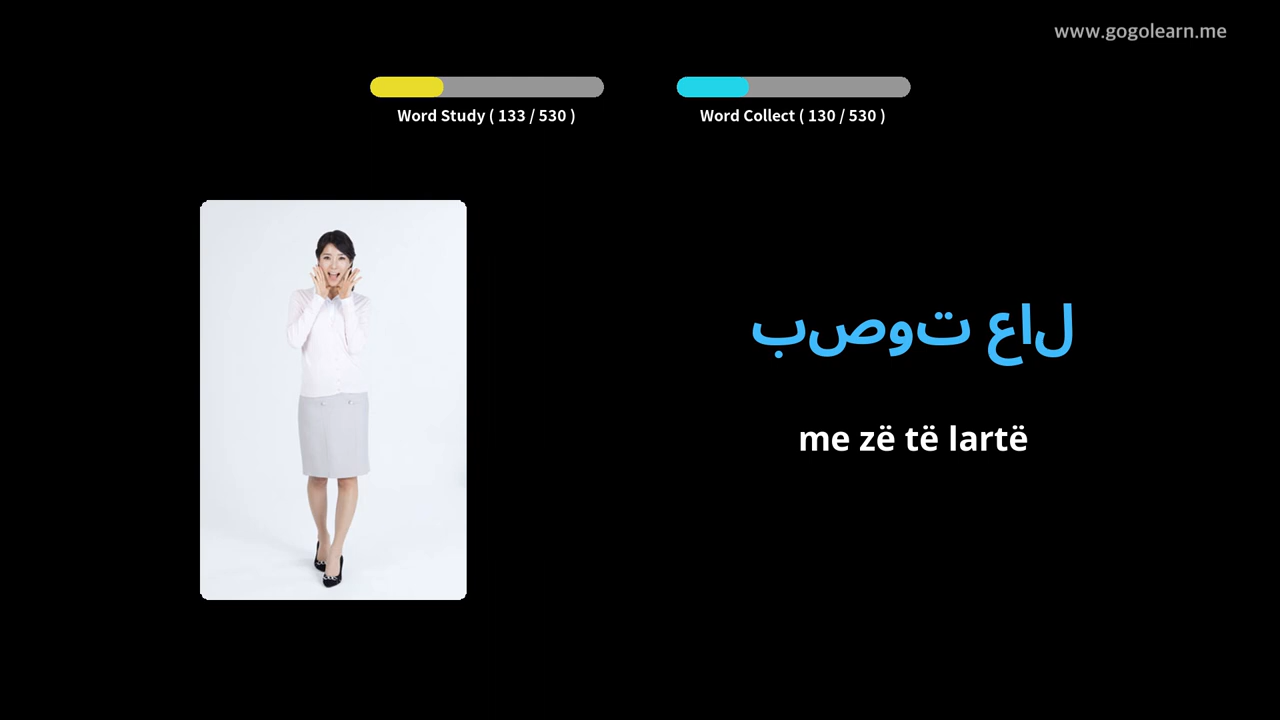 www.gogolearn.me
Word Study ( 133 / 530 )
Word Collect ( 130 / 530 )
بصوت عال
me zë të lartë